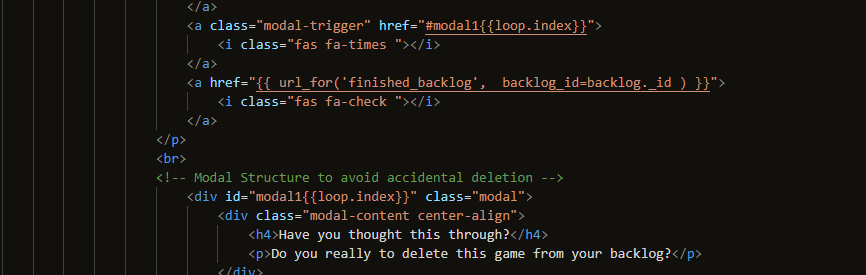 </a>
<a class="modal-trigger" href="#modal1{{loop.index}}">
<i class="fas fa-times "></i>
</a>
<a href="{{ url_for('finished_backlog',  backlog_id=backlog._id ) }}">
<i class="fas fa-check "></i>
</a>
</p>
<br>
<!-- Modal Structure to avoid accidental deletion -->
<div id="modal1{{loop.index}}" class="modal">
<div class="modal-content center-align">
<h4>Have you thought this through?</h4>
<p>Do you really to delete this game from your backlog?</p>
</div>